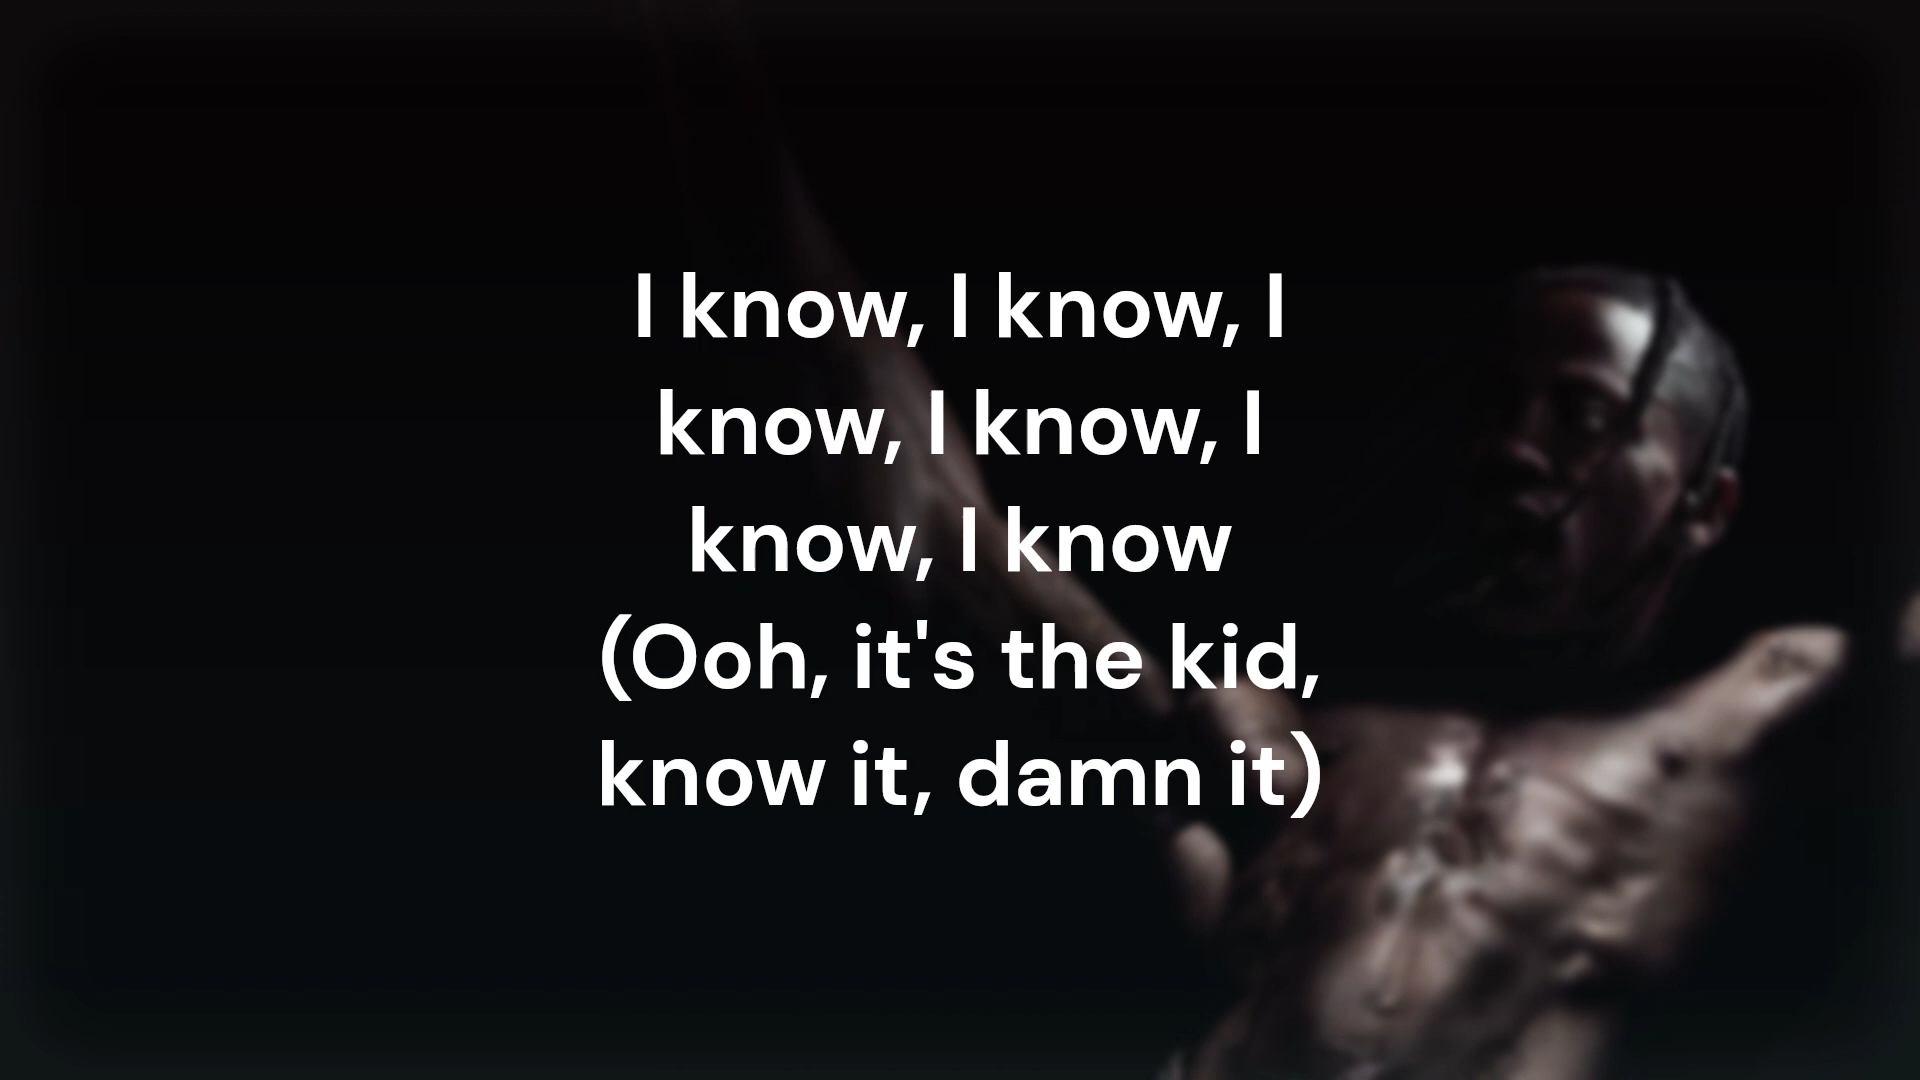 I know, I know, I
know, I know, I
know, I know
(Ooh, it's the kid,
know it, damn it)